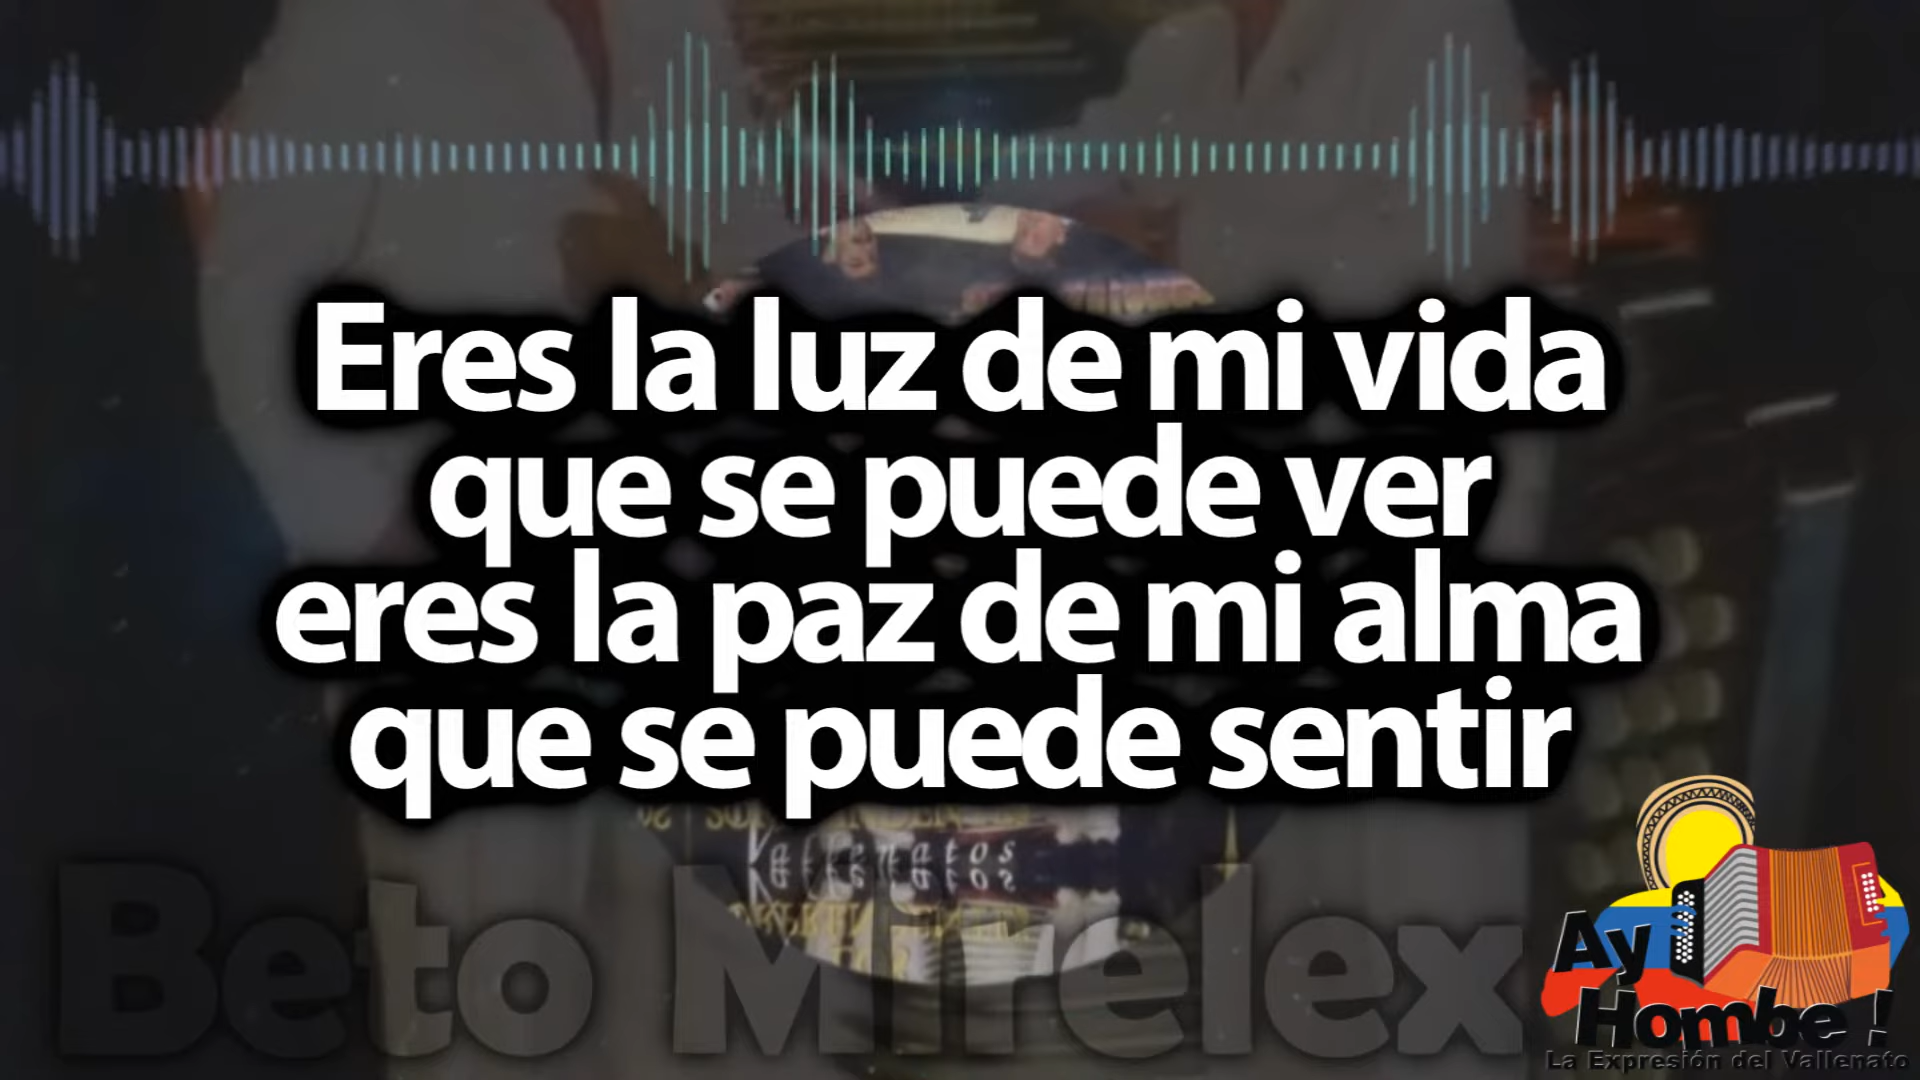 Eres la luz de mi vida
que se puede ver
eres la paz de mi alma
que se puede sentir
Vallenatos
Beto Mirelex
Ay
Hombe !
La Expresión del Vallenato